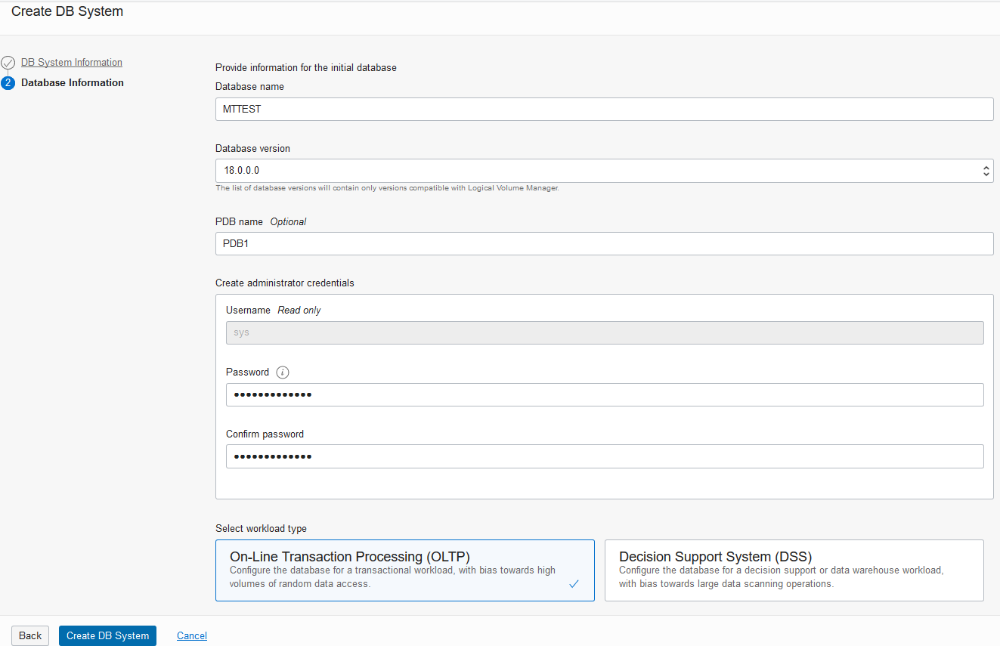 Create DB System
DB System Information
2 Database Information
Provide information for the initial database
Database name
MTTEST
Database version
18.0.0.0
The list of database versions will contain only versions compatible with Logical Volume Manager.
PDB name Optional
PDB1
Create administrator credentials
Username Read only
sys
Password i
•••••••••••••
Confirm password
•••••••••••••
Select workload type
On-Line Transaction Processing (OLTP)
Configure the database for a transactional workload, with bias towards high
volumes of random data access.
Decision Support System (DSS)
Configure the database for a decision support or data warehouse workload,
with bias towards large data scanning operations.
Back Create DB System Cancel